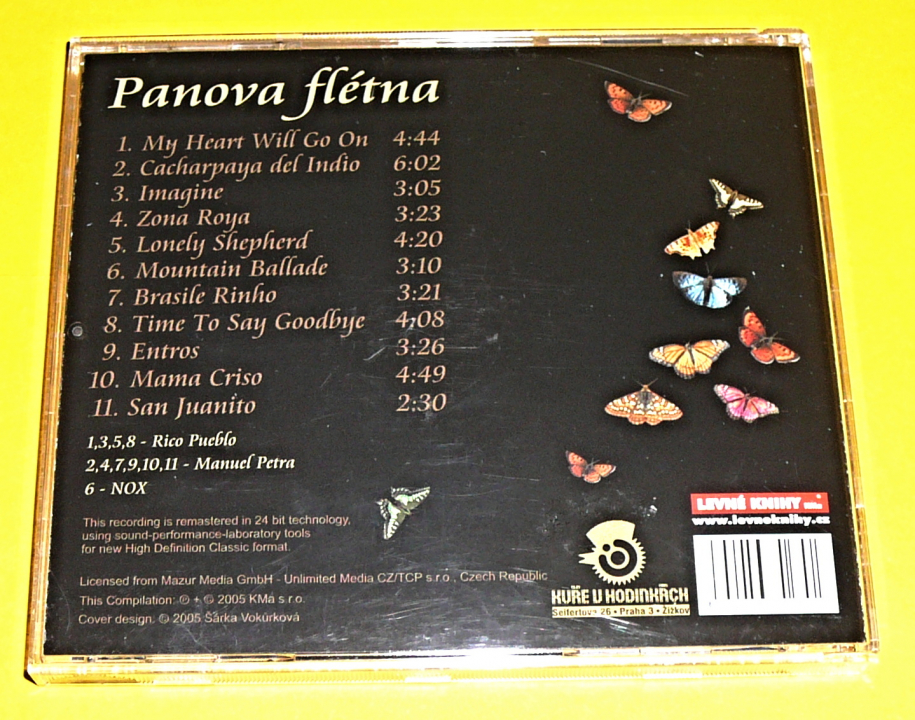 Panova flétna
1. My Heart Will Go On 4:44
2. Cacharpaya del Indio 6:02
3. Imagine 3:05
4. Zona Roya 3:23
5. Lonely Shepherd 4:20
6. Mountain Ballade 3:10
7. Brasile Rinho 3:21
8. Time To Say Goodbye 4:08
9. Entros 3:26
10. Mama Criso 4:49
11. San Juanito 2:30
1,3,5,8 - Rico Pueblo
2,4,7,9,10,11 - Manuel Petra
6 - NOX
This recording is remastered in 24 bit technology,
using sound-performance-laboratory tools
for new High Definition Classic format.
Licensed from Mazur Media GmbH - Unlimited Media CZ/TCP s.r.o., Czech Republic
This Compilation: ℗ + © 2005 KMa s.r.o.
Cover design: © 2005 Šárka Vokůrková
KUŘE V HODINKÁCH
Seifertova 26 • Praha 3 • Žižkov
LEVNÉ KNIHY
www.levneknihy.cz